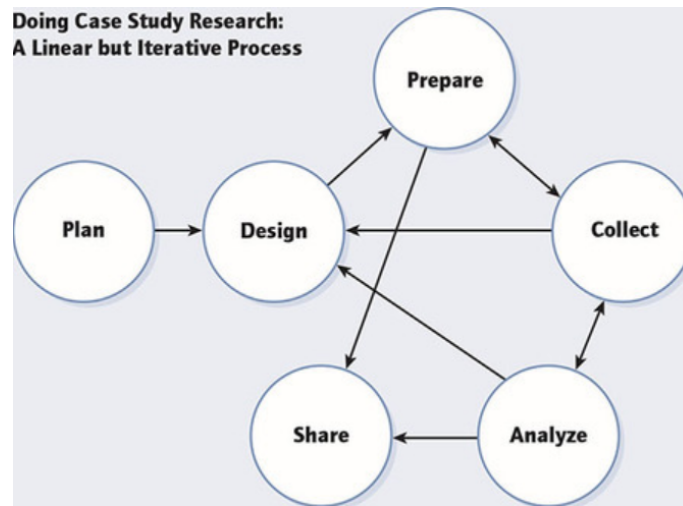 Doing Case Study Research:
A Linear but Iterative Process
Prepare
Plan
Design
Collect
Share
Analyze